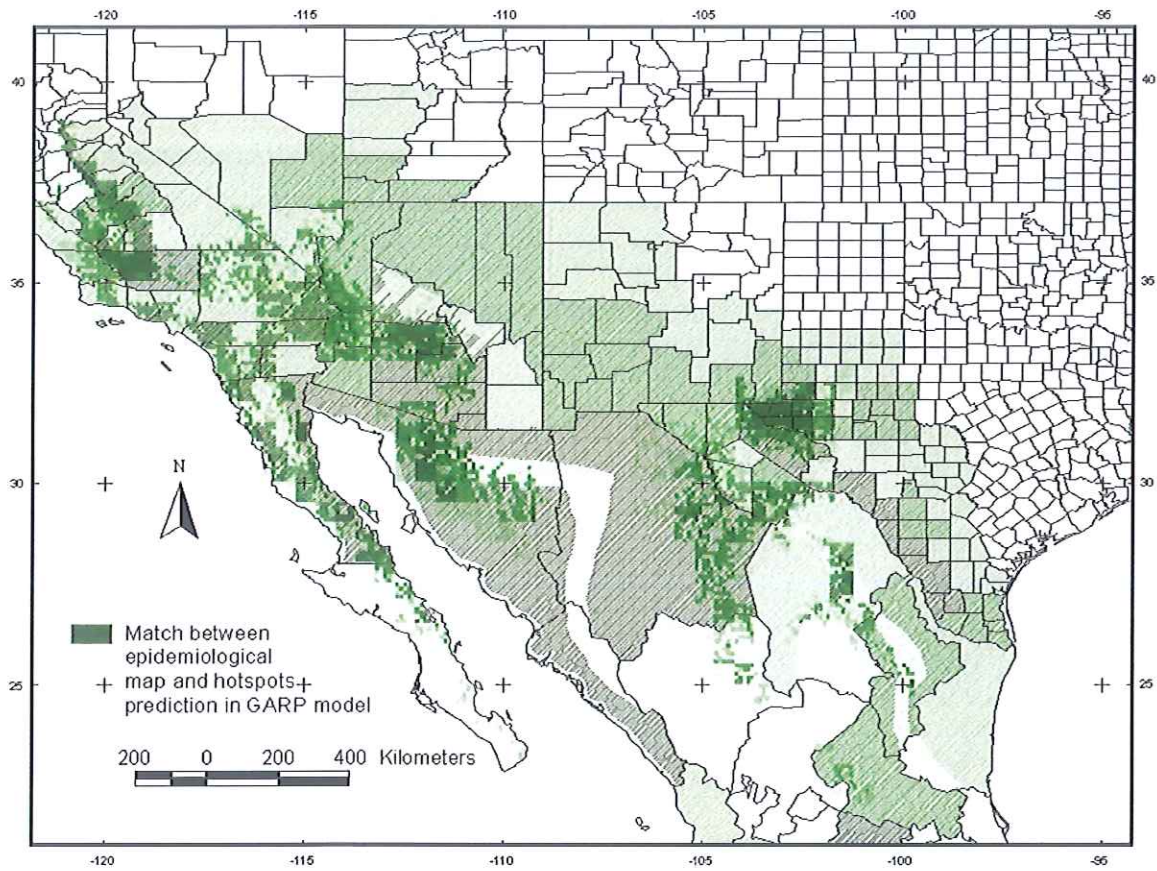 -120 -115 -110 -105 -100 -95
40 40
35 35
N
30 30
Match between
epidemiological
map and hotspots
prediction in GARP model
25 25
200 0 200 400 Kilometers
-120 -115 -110 -105 -100 -95